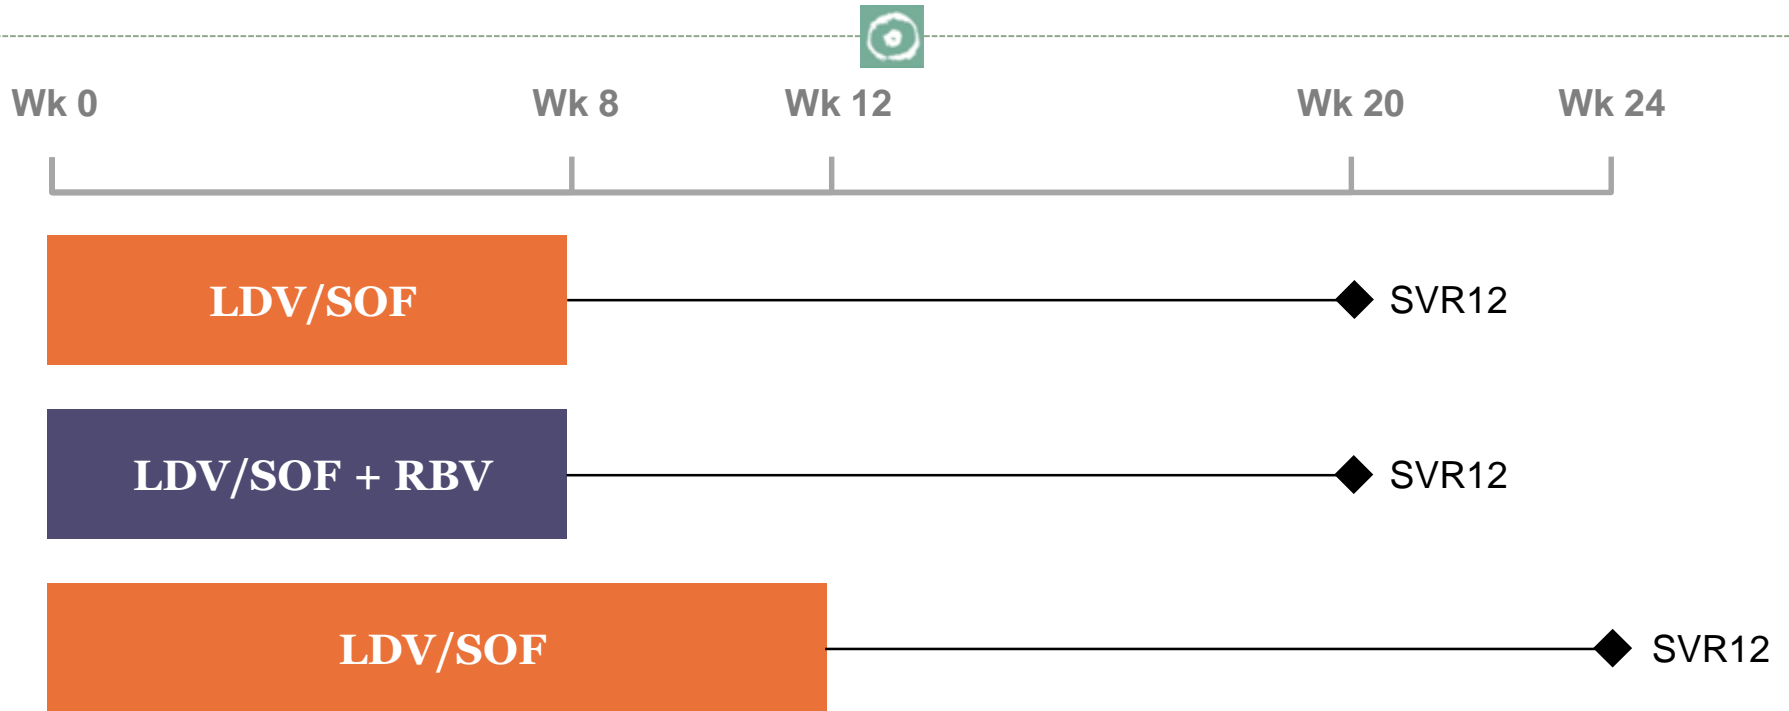 Wk 0 Wk 8 Wk 12 Wk 20 Wk 24
LDV/SOF SVR12
LDV/SOF + RBV SVR12
LDV/SOF SVR12